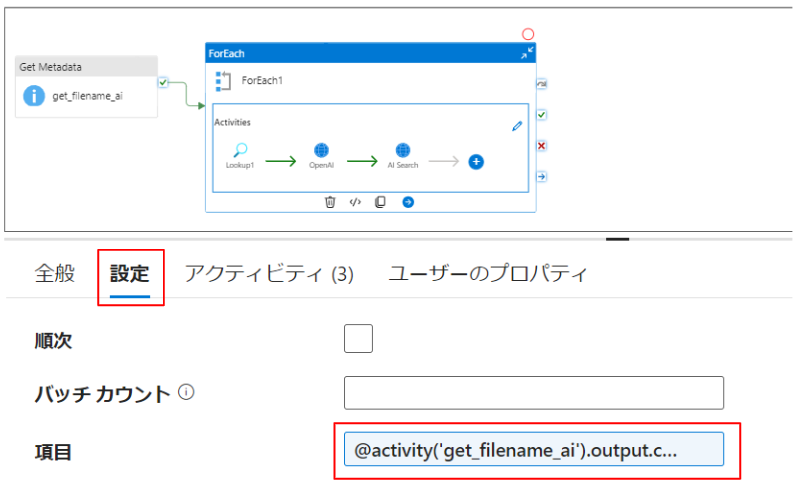 Get Metadata
get_filename_ai
ForEach
ForEach1
Activities
Lookup1
OpenAI
AI Search
全般
設定
アクティビティ (3)
ユーザーのプロパティ
順次
バッチ カウント
項目
@activity('get_filename_ai').output.c...